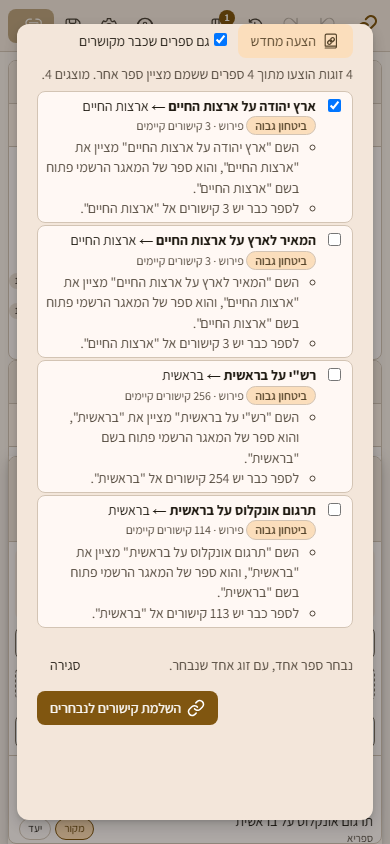 1
הצעה מחדש
גם ספרים שכבר מקושרים
4 זוגות הוצעו מתוך 4 ספרים ששמם מציין ספר אחר. מוצגים 4.
ארץ יהודה על ארצות החיים ← ארצות החיים
ביטחון גבוה פירוש · 3 קישורים קיימים
השם "ארץ יהודה על ארצות החיים" מציין את
"ארצות החיים", והוא ספר של המאגר הרשמי פתוח
בשם "ארצות החיים".
לספר כבר יש 3 קישורים אל "ארצות החיים".
המאיר לארץ על ארצות החיים ← ארצות החיים
ביטחון גבוה פירוש · 3 קישורים קיימים
השם "המאיר לארץ על ארצות החיים" מציין את
"ארצות החיים", והוא ספר של המאגר הרשמי פתוח
בשם "ארצות החיים".
לספר כבר יש 3 קישורים אל "ארצות החיים".
רש"י על בראשית ← בראשית
ביטחון גבוה פירוש · 256 קישורים קיימים
השם "רש"י על בראשית" מציין את "בראשית",
והוא ספר של המאגר הרשמי פתוח בשם
"בראשית".
לספר כבר יש 254 קישורים אל "בראשית".
תרגום אונקלוס על בראשית ← בראשית
ביטחון גבוה פירוש · 114 קישורים קיימים
השם "תרגום אונקלוס על בראשית" מציין את
"בראשית", והוא ספר של המאגר הרשמי פתוח
בשם "בראשית".
לספר כבר יש 113 קישורים אל "בראשית".
נבחר ספר אחד, עם זוג אחד שנבחר.
סגירה
השלמת קישורים לנבחרים
תרגום אונקלוס על בראשית
מקור
יעד
ספריא